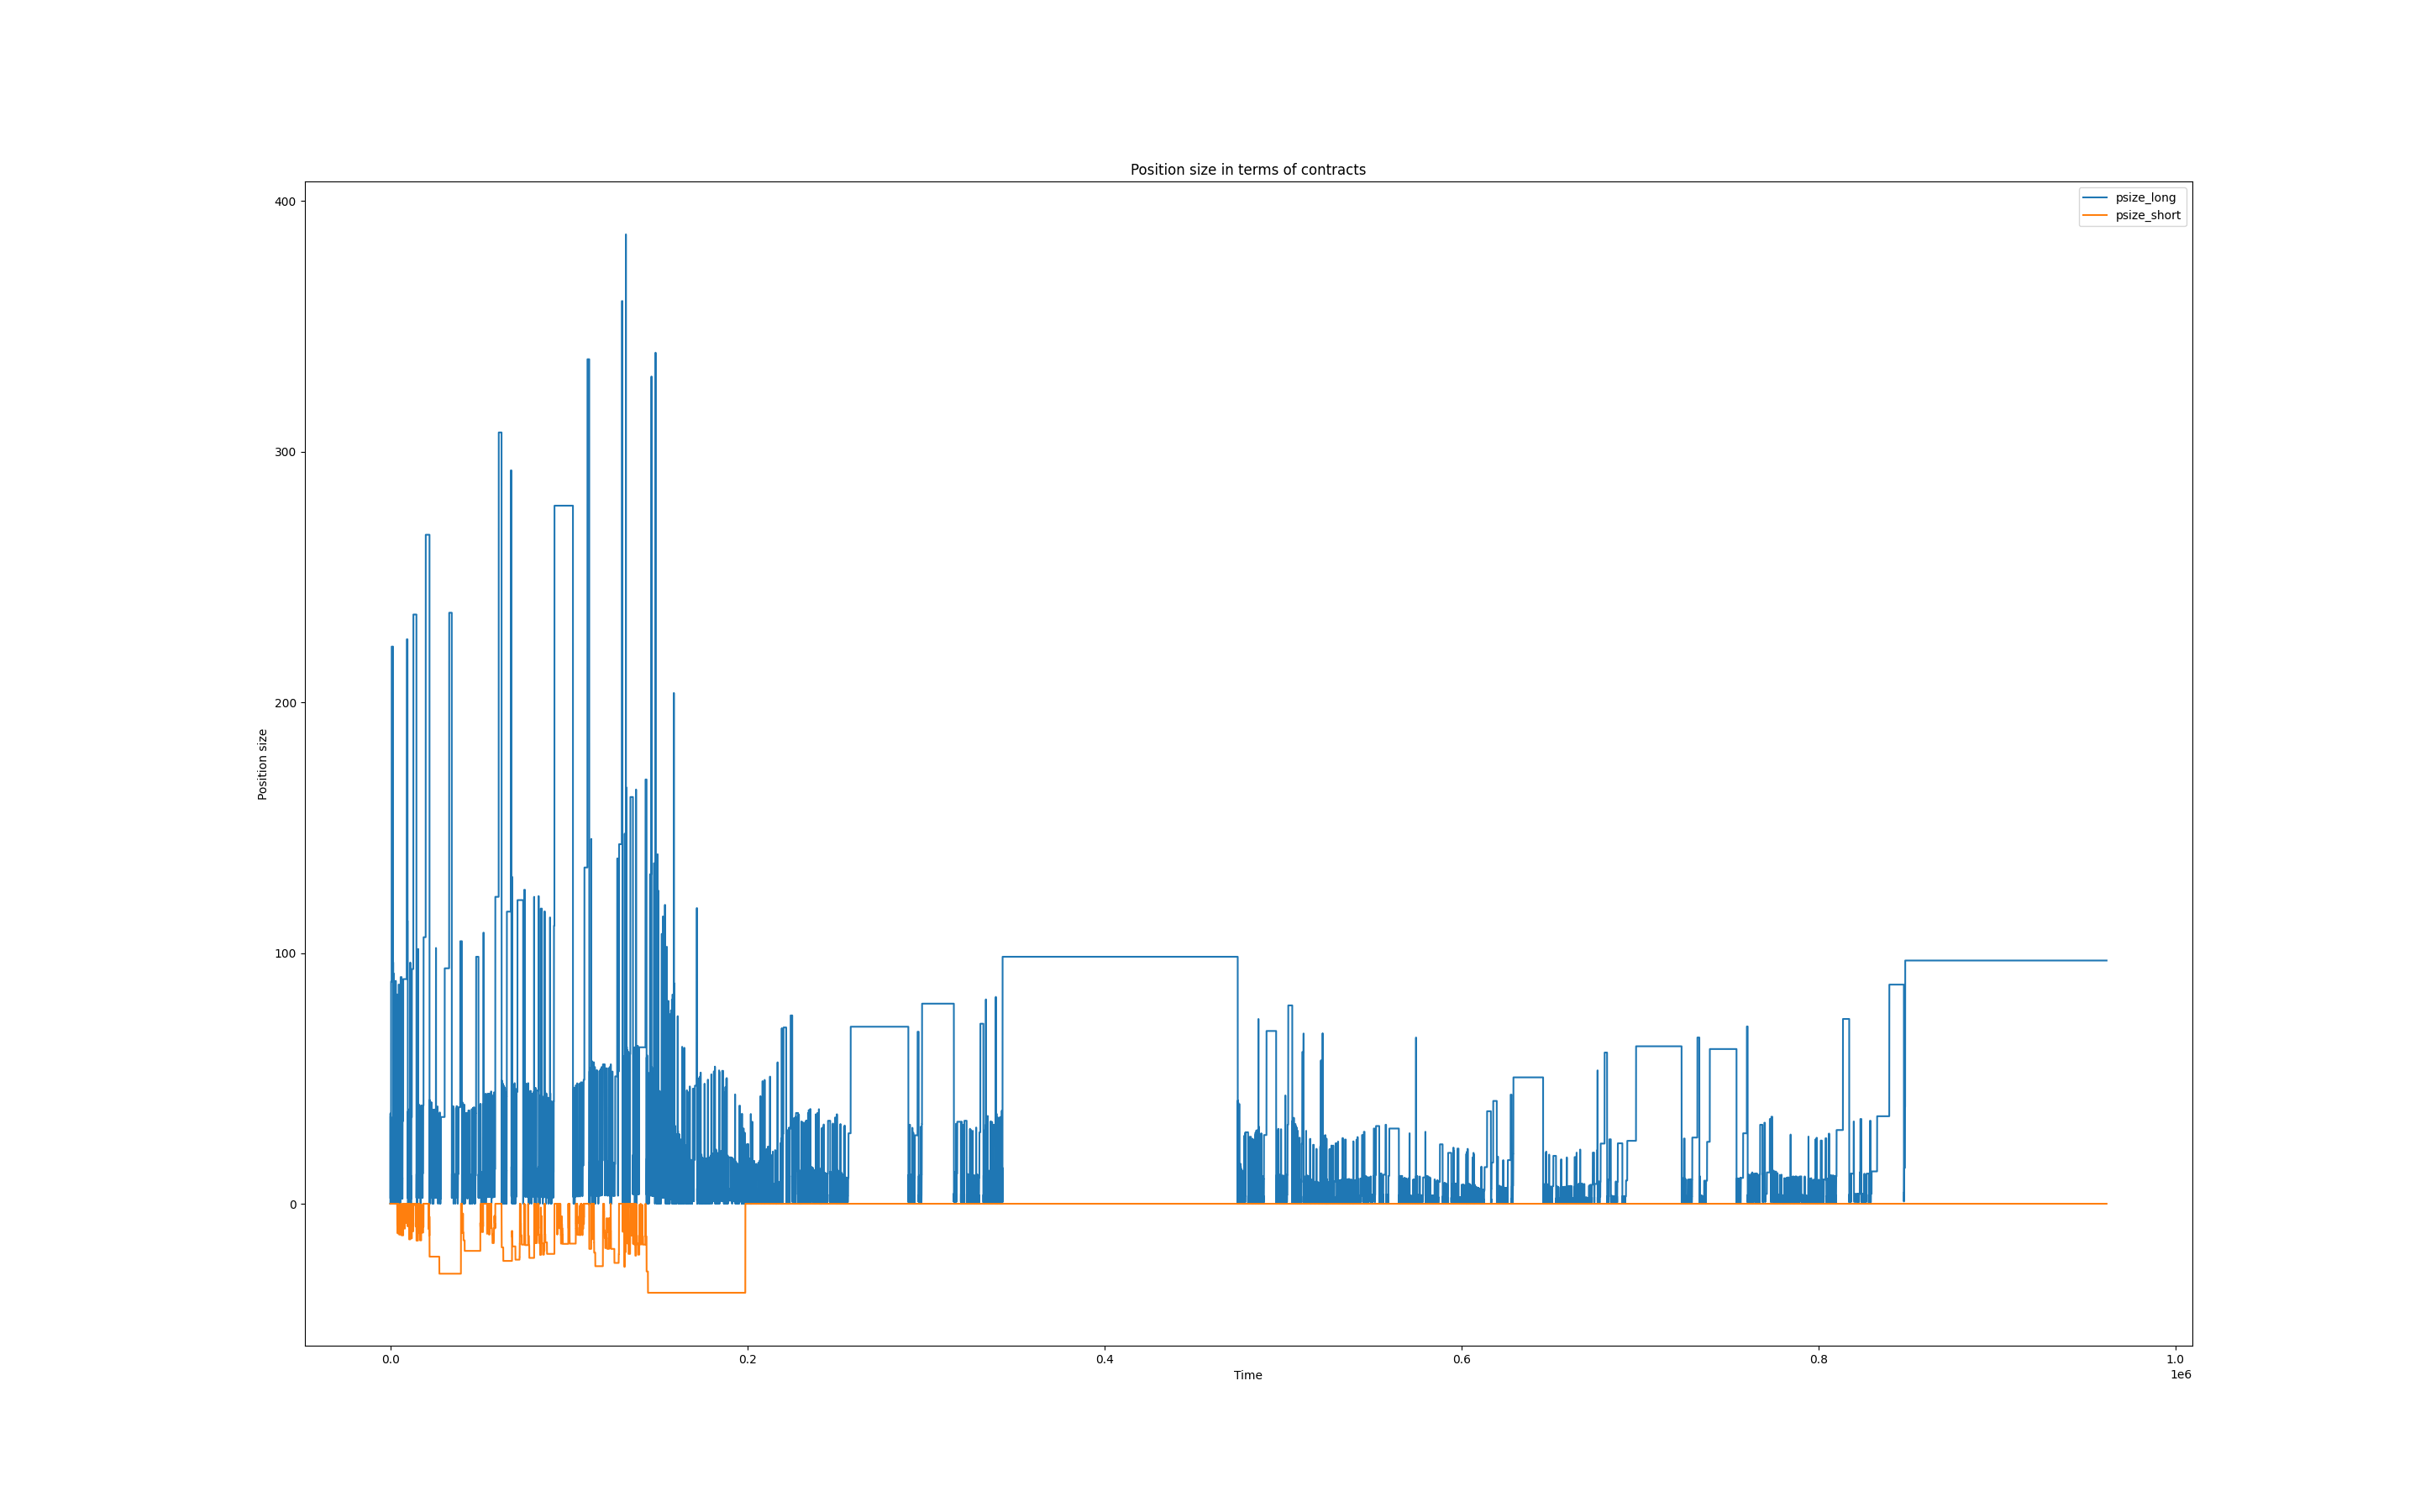 Position size in terms of contracts
psize_long
psize_short
400
300
200
100
0
Position size
0.0
0.2
0.4
0.6
0.8
1.0
1e6
Time